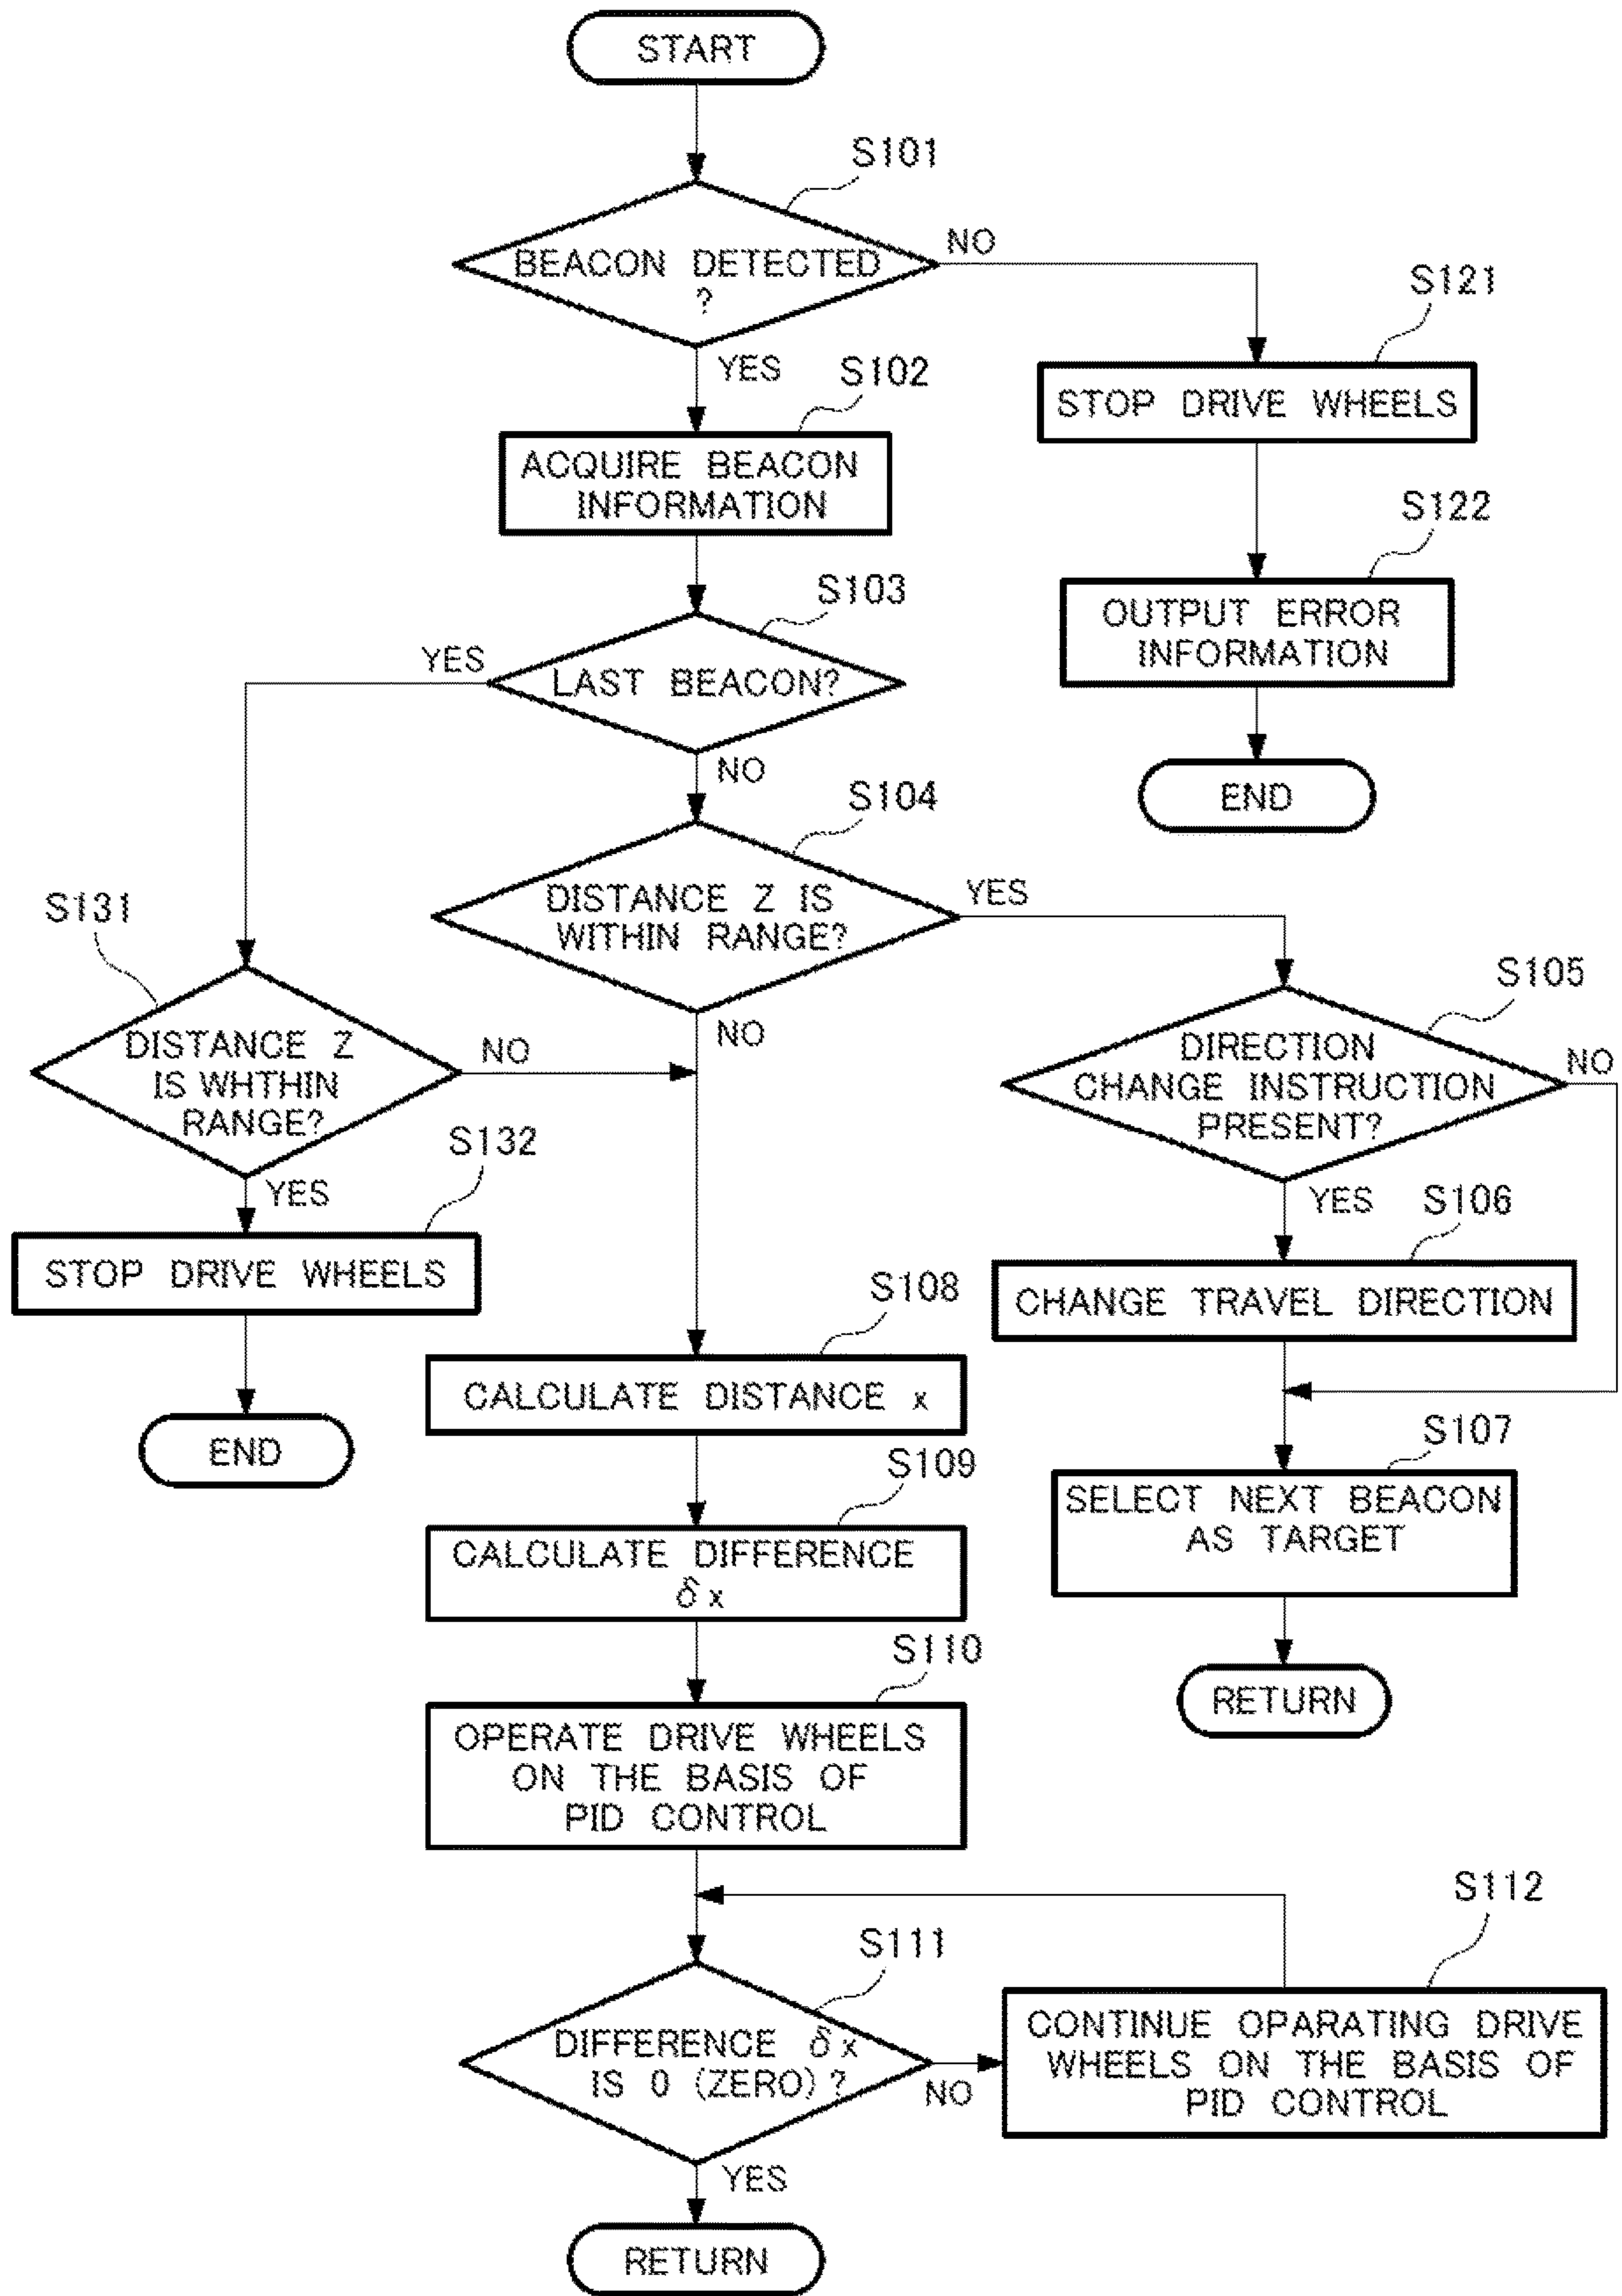 START
S101
BEACON DETECTED
?
NO
YES
S121
STOP DRIVE WHEELS
S102
ACQUIRE BEACON
INFORMATION
S122
OUTPUT ERROR
INFORMATION
END
S103
YES
LAST BEACON?
NO
S104
DISTANCE Z IS
WITHIN RANGE?
YES
NO
S131
DISTANCE Z
IS WHTHIN
RANGE?
NO
YES
S132
STOP DRIVE WHEELS
END
S105
DIRECTION
CHANGE INSTRUCTION
PRESENT?
NO
YES
S106
CHANGE TRAVEL DIRECTION
S107
SELECT NEXT BEACON
AS TARGET
RETURN
S108
CALCULATE DISTANCE x
S109
CALCULATE DIFFERENCE
δx
S110
OPERATE DRIVE WHEELS
ON THE BASIS OF
PID CONTROL
S111
DIFFERENCE δx
IS 0 (ZERO)?
NO
YES
S112
CONTINUE OPARATING DRIVE
WHEELS ON THE BASIS OF
PID CONTROL
RETURN